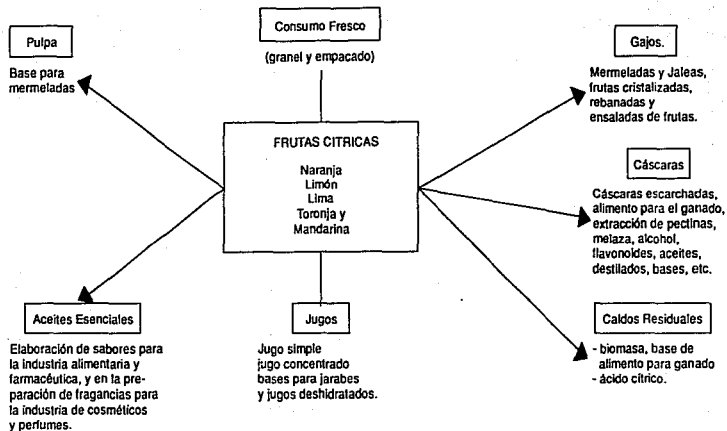 Consumo Fresco
(granel y empacado)
Pulpa
Base para
mermeladas
Gajos.
Mermeladas y Jaleas,
frutas cristalizadas,
rebanadas y
ensaladas de frutas.
FRUTAS CITRICAS
Naranja
Limón
Lima
Toronja y
Mandarina
Cáscaras
Cáscaras escarchadas,
alimento para el ganado,
extracción de pectinas,
melaza, alcohol,
flavonoides, aceites,
destilados, bases, etc.
Aceites Esenciales
Elaboración de sabores para
la industria alimentaria y
farmacéutica, y en la pre-
paración de fragancias para
la industria de cosméticos
y perfumes.
Jugos
Jugo simple
jugo concentrado
bases para jarabes
y jugos deshidratados.
Caldos Residuales
- biomasa, base de
alimento para ganado
- ácido cítrico.